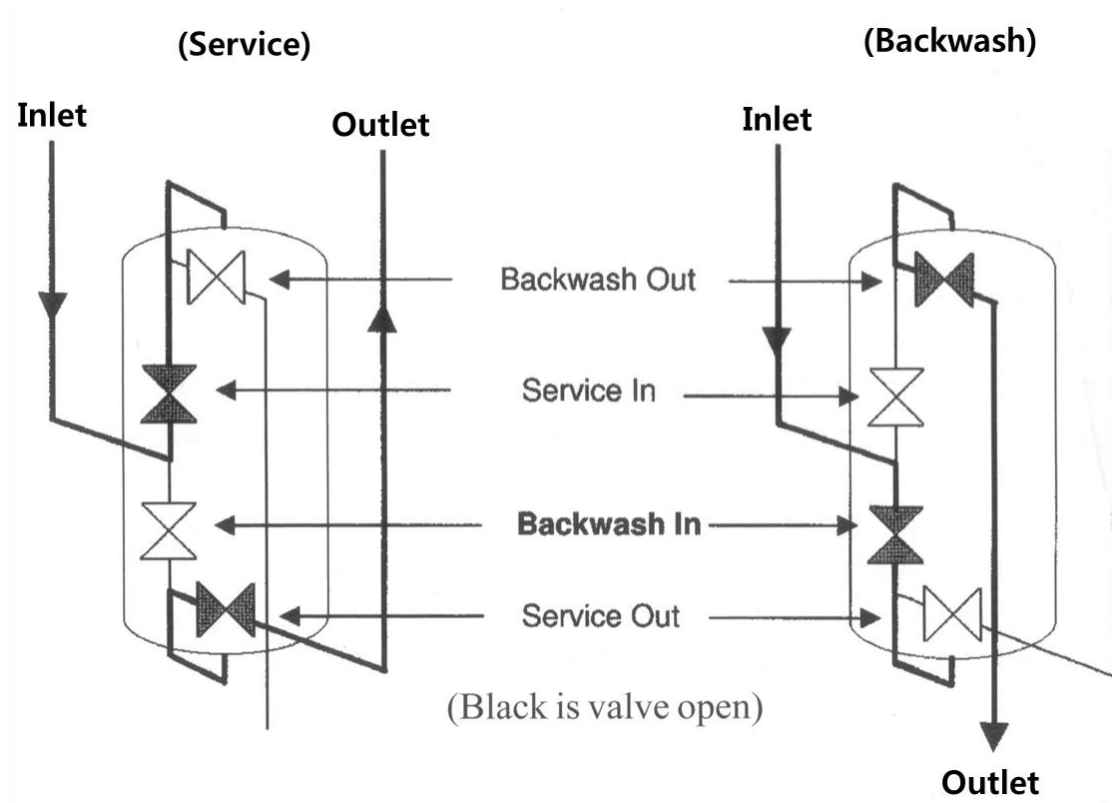 (Service)
(Backwash)
Inlet
Outlet
Inlet
Backwash Out
Service In
Backwash In
Service Out
(Black is valve open)
Outlet